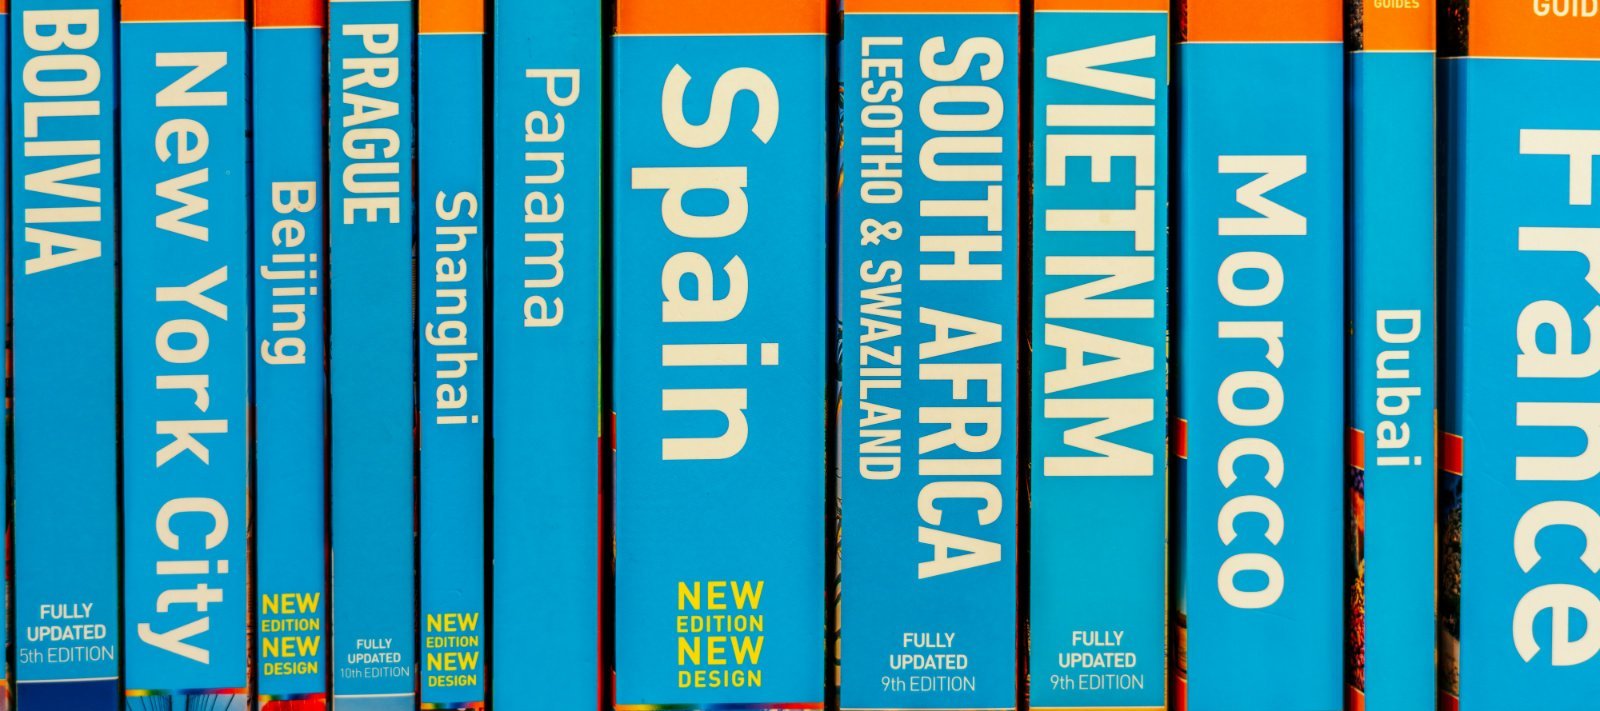 BOLIVIA
FULLY
UPDATED
5th EDITION
New York City
Beijing
NEW
EDITION
NEW
DESIGN
PRAGUE
FULLY
UPDATED
10th EDITION
Shanghai
NEW
EDITION
NEW
DESIGN
Panama
Spain
NEW
EDITION
NEW
DESIGN
SOUTH AFRICA
LESOTHO & SWAZILAND
FULLY
UPDATED
9th EDITION
VIETNAM
FULLY
UPDATED
9th EDITION
Morocco
GUIDES
Dubai
France